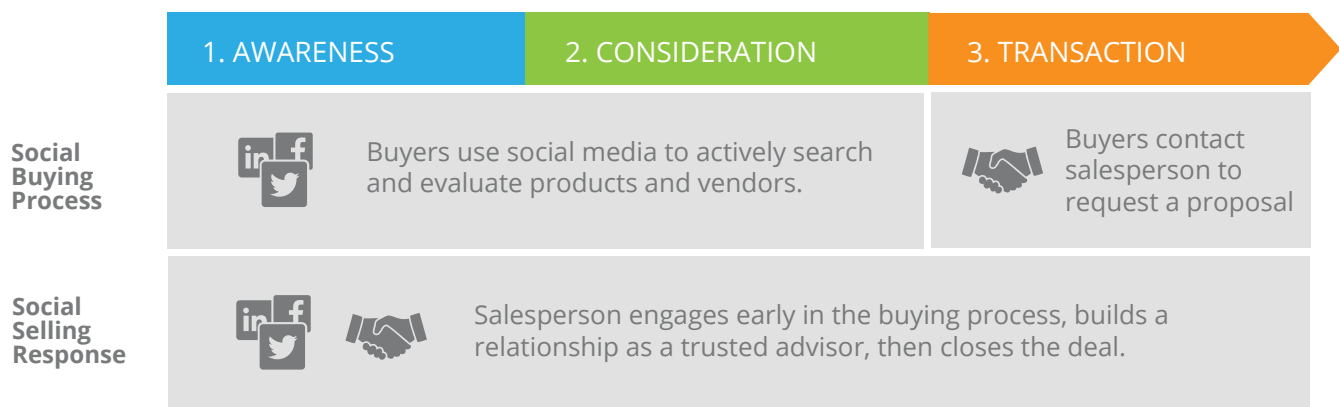 1. AWARENESS
2. CONSIDERATION
3. TRANSACTION
Social
Buying
Process
in f
Buyers use social media to actively search
and evaluate products and vendors.
Buyers contact
salesperson to
request a proposal
Social
Selling
Response
in f
Salesperson engages early in the buying process, builds a
relationship as a trusted advisor, then closes the deal.